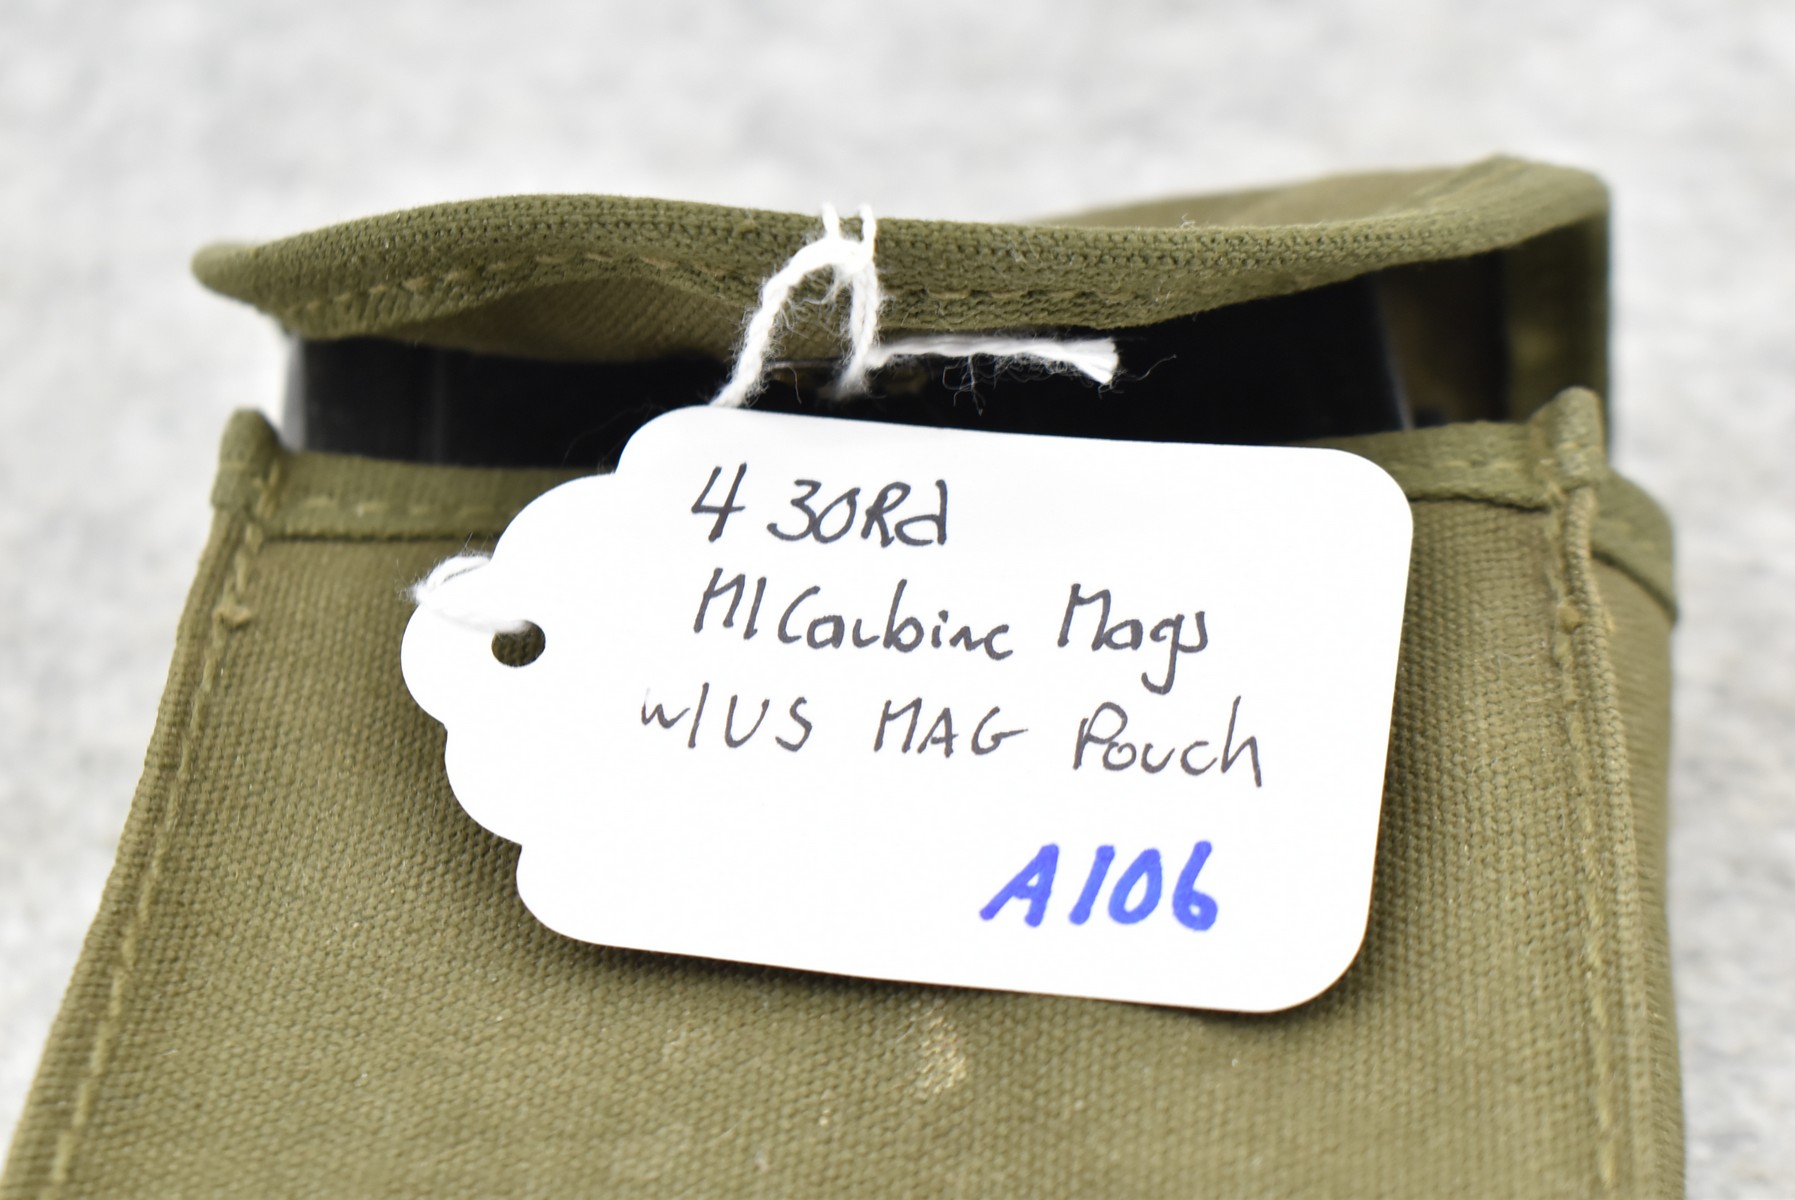 4 30Rd
M1 Carbine Mags
w/ US MAG Pouch
A106